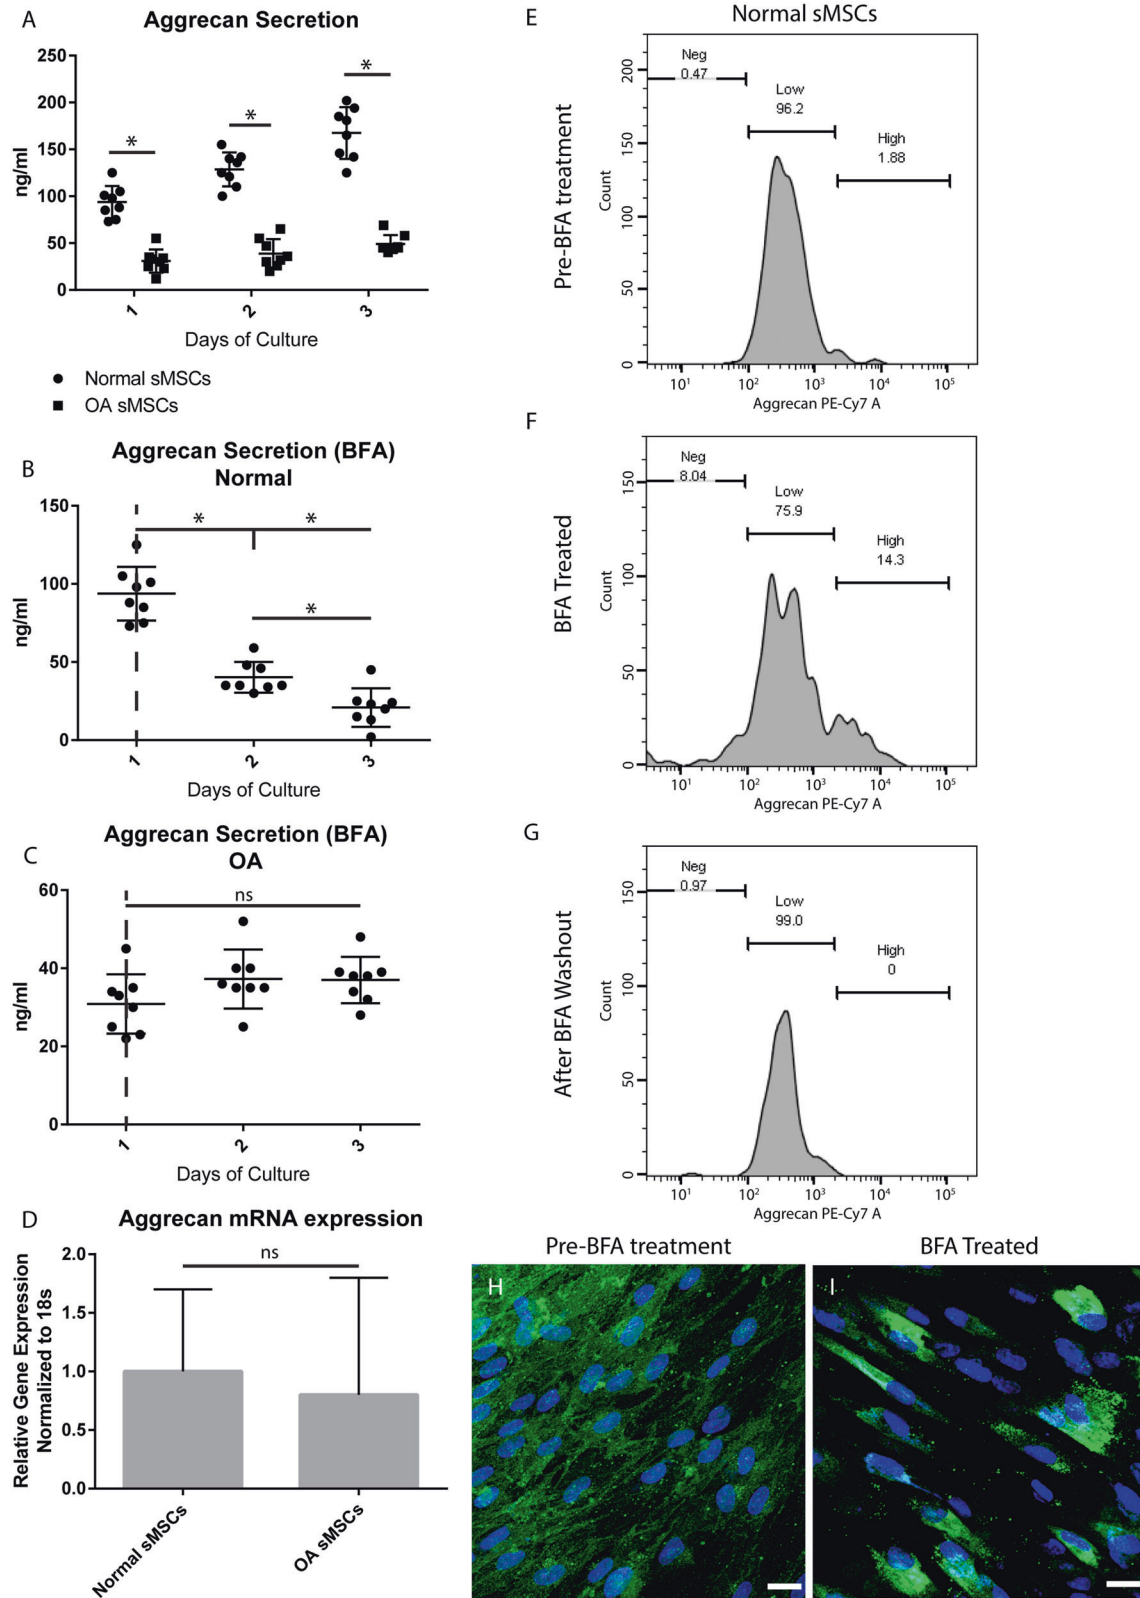 A
Aggrecan Secretion
250
200
150
100
50
0
ng/ml
*
*
*
1
2
3
Days of Culture
Normal sMSCs
OA sMSCs
B
Aggrecan Secretion (BFA)
Normal
150
100
50
0
ng/ml
*
*
*
1
2
3
Days of Culture
C
Aggrecan Secretion (BFA)
OA
60
40
20
0
ng/ml
ns
1
2
3
Days of Culture
D
Aggrecan mRNA expression
2.0
1.5
1.0
0.5
0.0
Relative Gene Expression
Normalized to 18s
ns
Normal sMSCs
OA sMSCs
E
Normal sMSCs
Pre-BFA treatment
Neg
0.47
Low
96.2
High
1.88
200
150
100
50
0
Count
10¹
10²
10³
10⁴
10⁵
Aggrecan PE-Cy7 A
F
BFA Treated
Neg
8.04
Low
75.9
High
14.3
150
100
50
0
Count
10¹
10²
10³
10⁴
10⁵
Aggrecan PE-Cy7 A
G
After BFA Washout
Neg
0.97
Low
99.0
High
0
150
100
50
0
Count
10¹
10²
10³
10⁴
10⁵
Aggrecan PE-Cy7 A
Pre-BFA treatment
H
BFA Treated
I